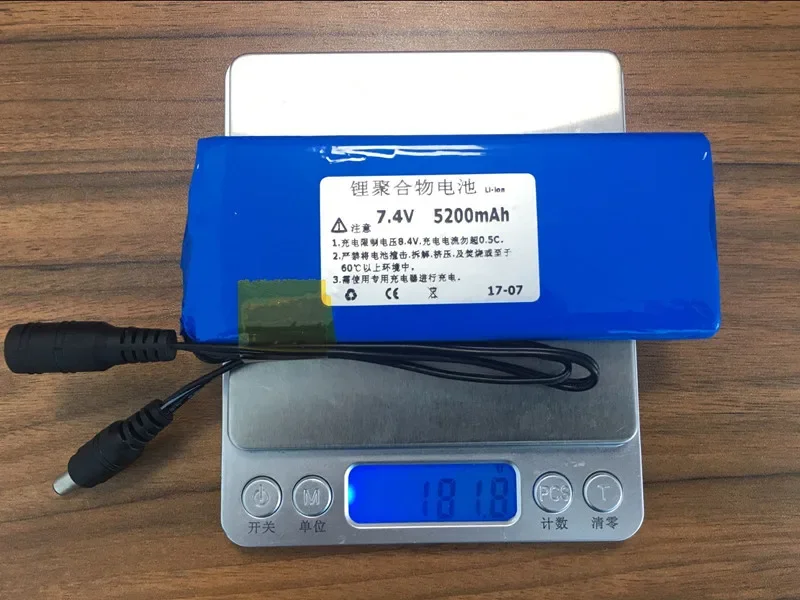 锂聚合物电池 Li-ion
7.4V 5200mAh
注意
1.充电限制电压8.4V.充电电流勿超0.5C.
2.严禁将电池撞击.拆解.挤压.及焚烧或至于
60℃以上环境中.
3.需使用专用充电器进行充电.
CE
17-07
M
181.8
PCS
T
开关
单位
计数
清零